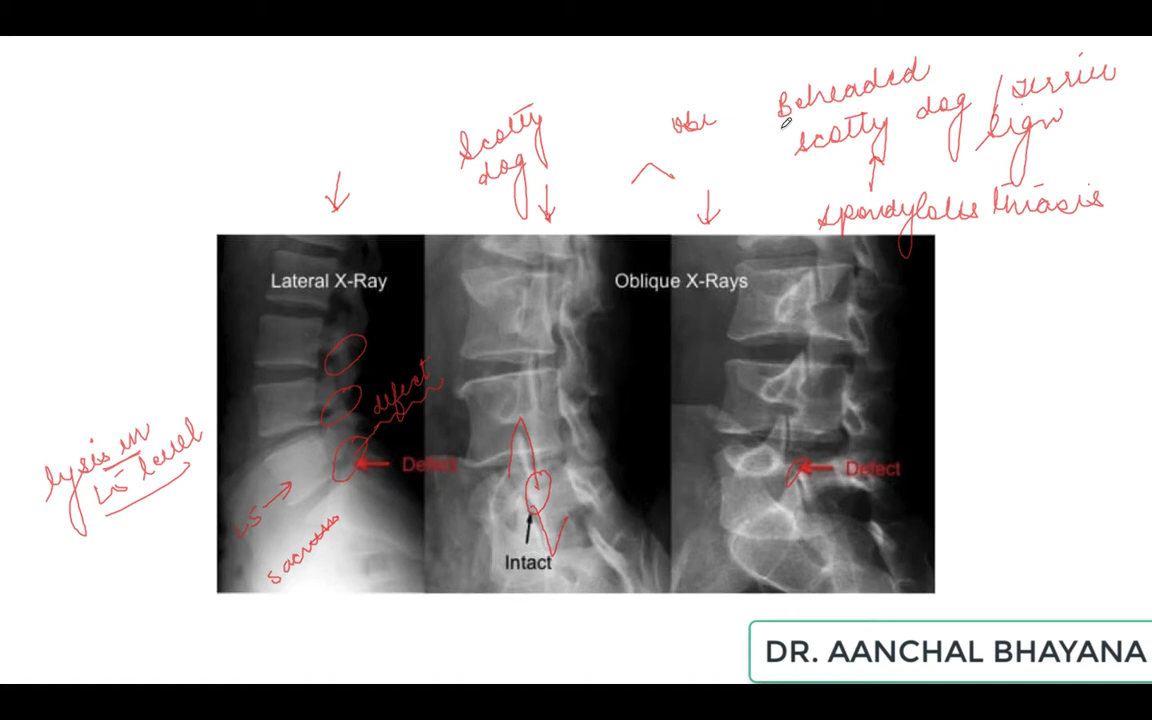 Beheaded
scotty dog / Terrier
sign
Scotty
dog
obl
spondylolisthiasis
Lateral X-Ray
Oblique X-Rays
defect
Defect
Defect
lysis in
L5 level
L5
sacrum
Intact
DR. AANCHAL BHAYANA